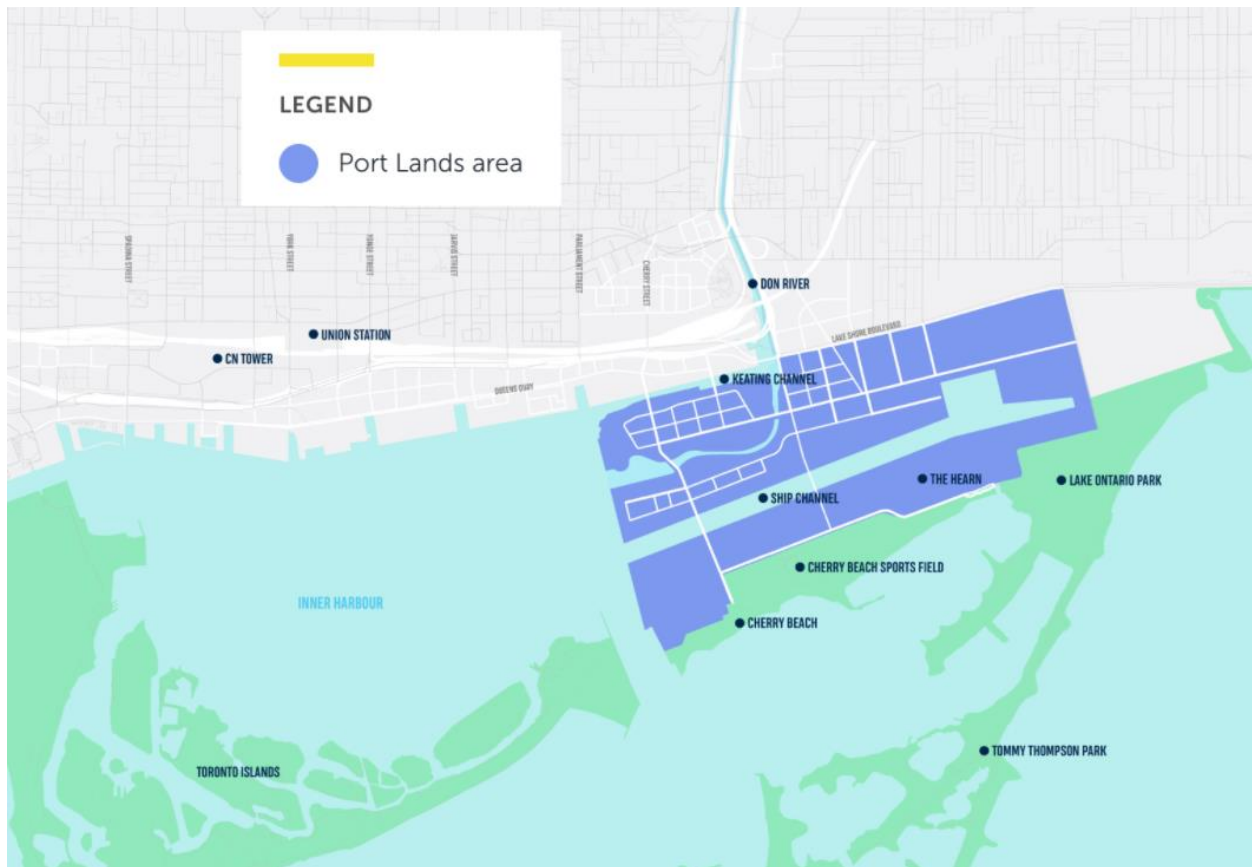 LEGEND
Port Lands area
SPADINA STREET
YORK STREET
YONGE STREET
JARVIS STREET
PARLIAMENT STREET
CHERRY STREET
DON RIVER
UNION STATION
LAKE SHORE BOULEVARD
CN TOWER
KEATING CHANNEL
QUEENS QUAY
THE HEARN
LAKE ONTARIO PARK
SHIP CHANNEL
CHERRY BEACH SPORTS FIELD
INNER HARBOUR
CHERRY BEACH
TOMMY THOMPSON PARK
TORONTO ISLANDS